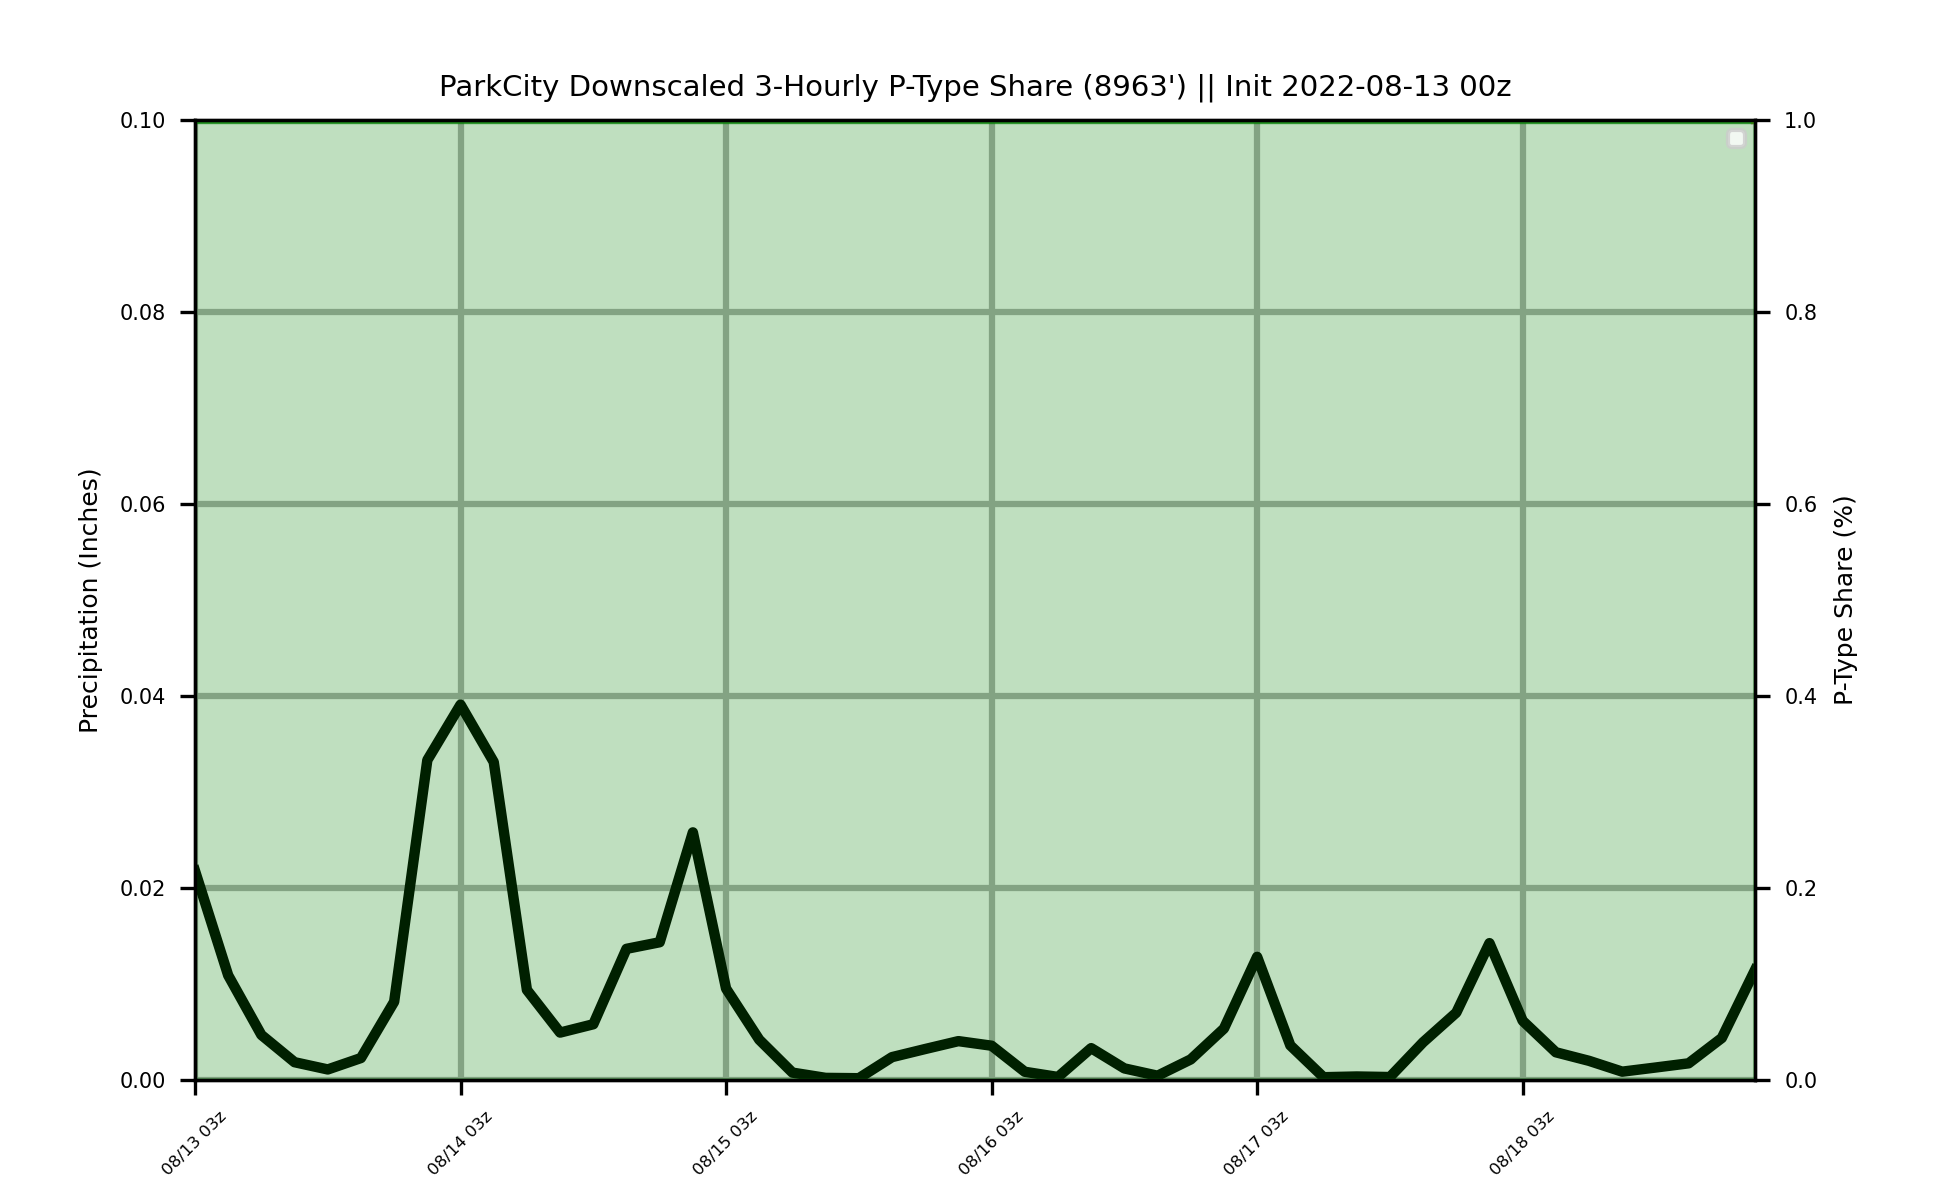 ParkCity Downscaled 3-Hourly P-Type Share (8963') || Init 2022-08-13 00z
0.10
0.08
0.06
0.04
0.02
0.00
Precipitation (Inches)
1.0
0.8
0.6
0.4
0.2
0.0
P-Type Share (%)
08/13 03z
08/14 03z
08/15 03z
08/16 03z
08/17 03z
08/18 03z